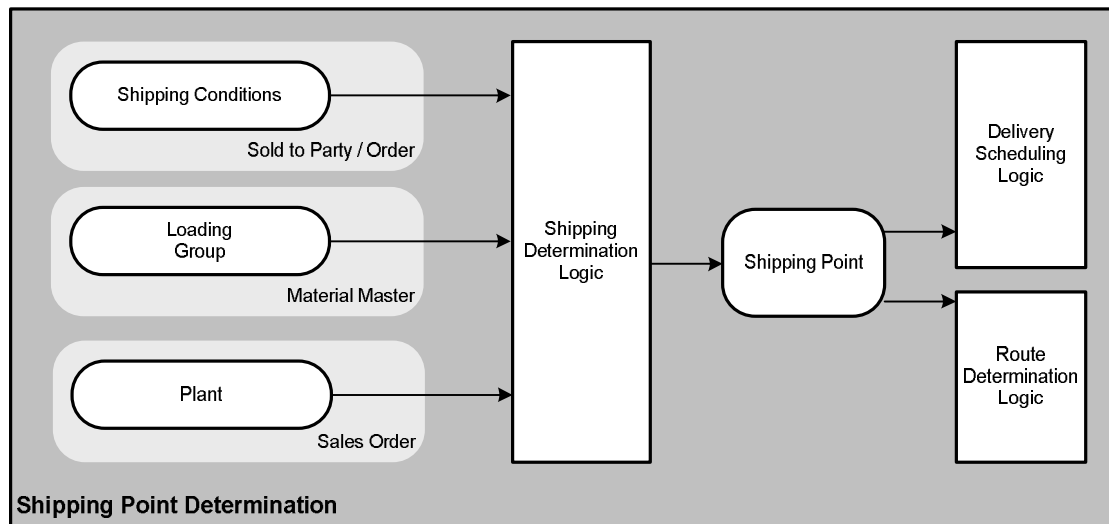 Shipping Conditions
Sold to Party / Order
Loading
Group
Material Master
Plant
Sales Order
Shipping
Determination
Logic
Shipping Point
Delivery
Scheduling
Logic
Route
Determination
Logic
Shipping Point Determination